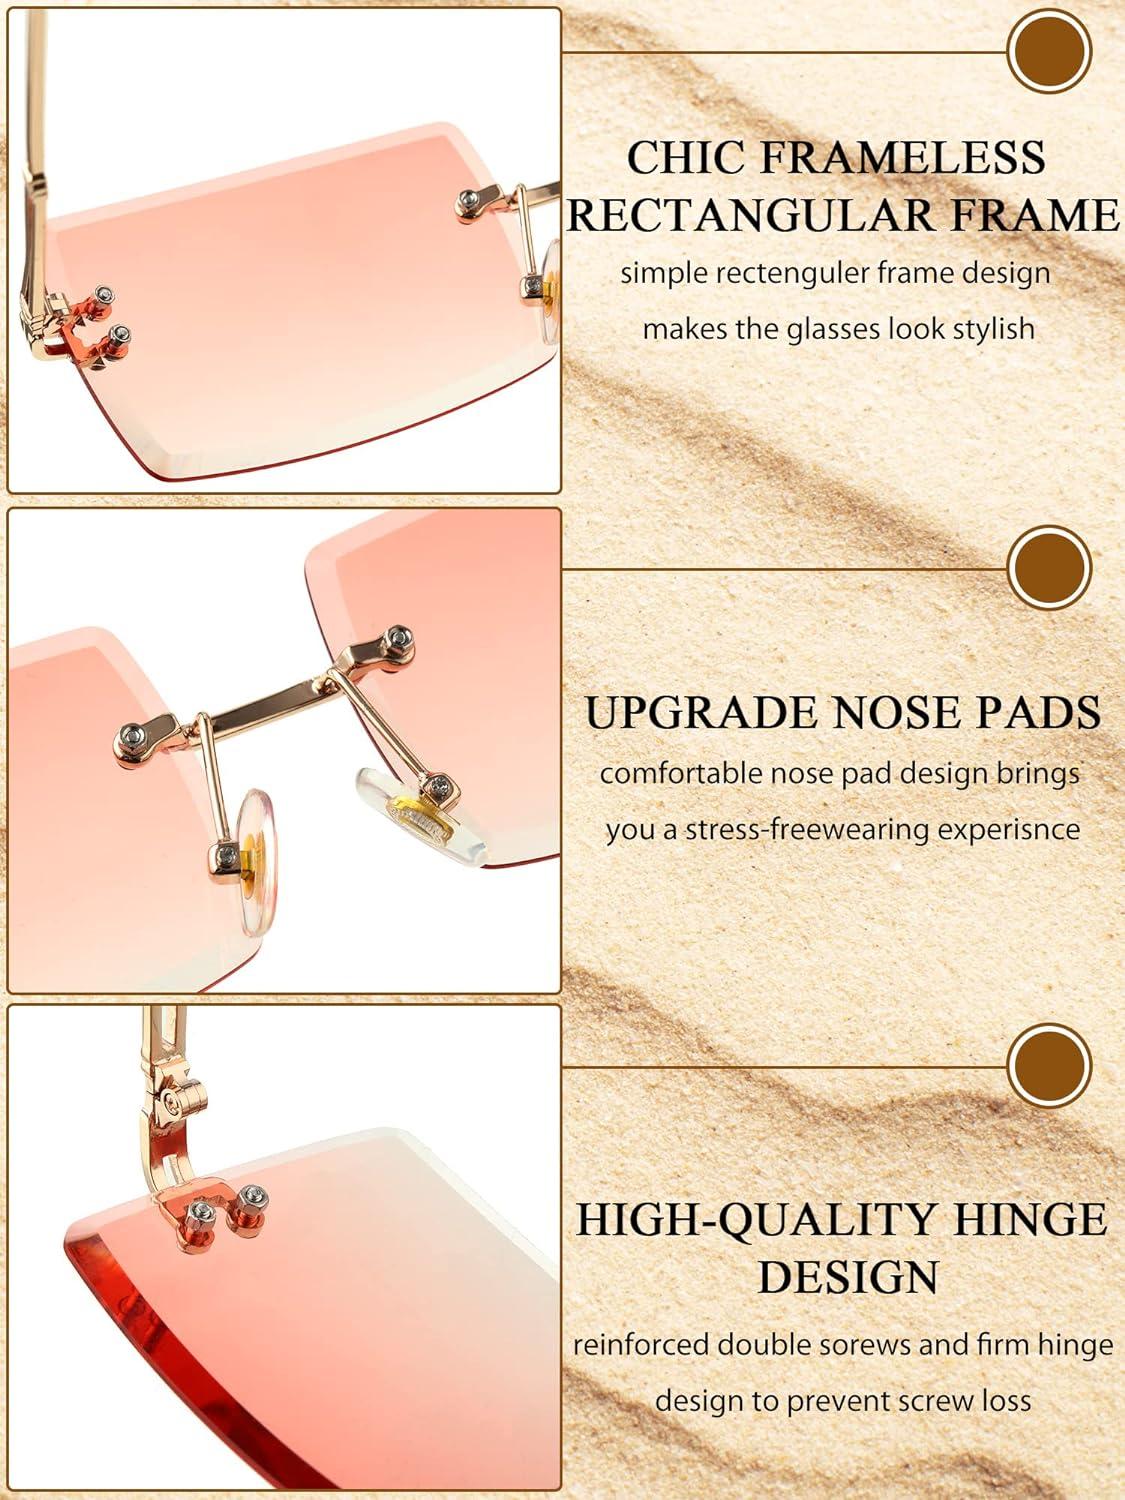 CHIC FRAMELESS
RECTANGULAR FRAME
simple rectenguler frame design
makes the glasses look stylish
UPGRADE NOSE PADS
comfortable nose pad design brings
you a stress-freewearing experisnce
HIGH-QUALITY HINGE
DESIGN
reinforced double sorews and firm hinge
design to prevent screw loss